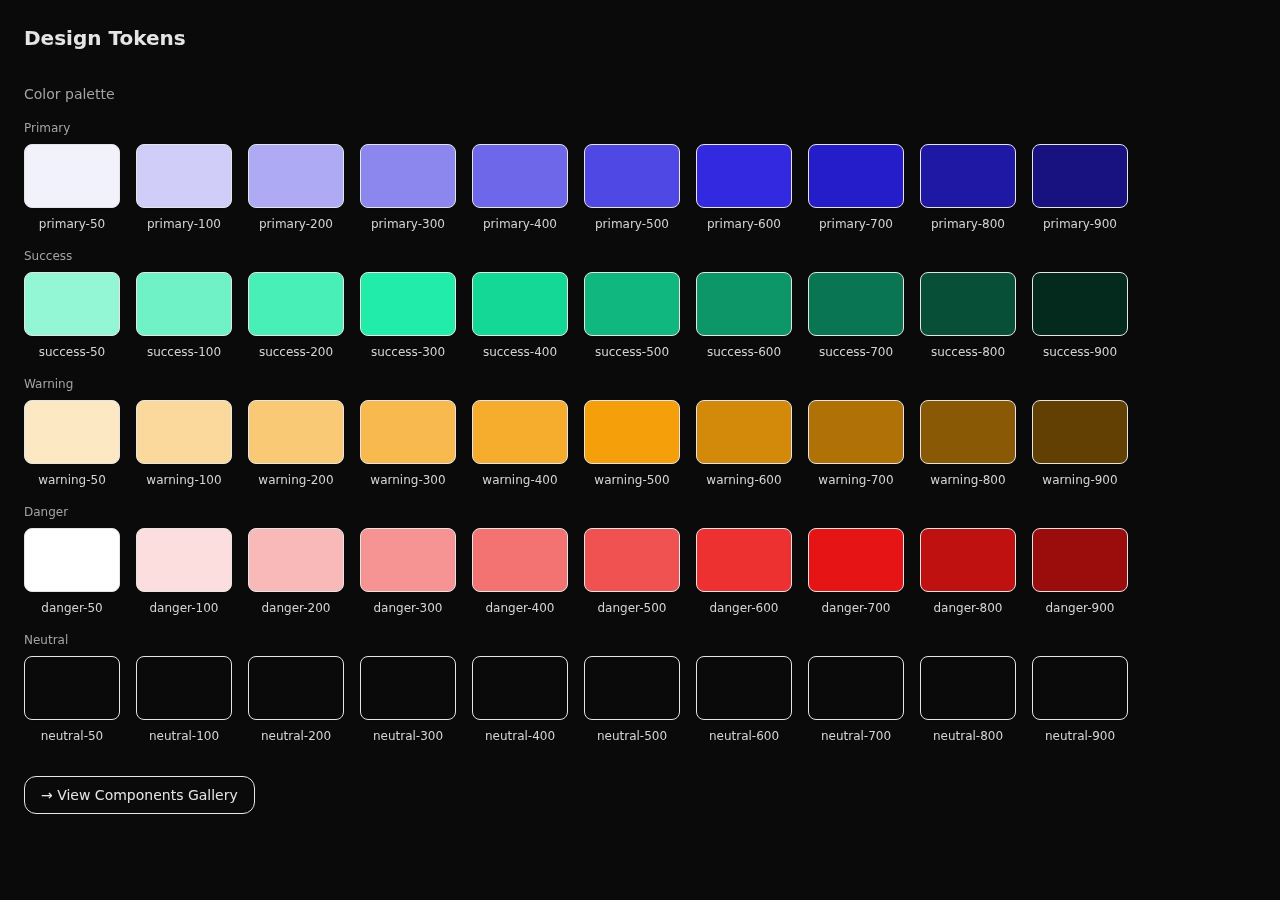 Design Tokens
Color palette
Primary
primary-50 primary-100 primary-200 primary-300 primary-400 primary-500 primary-600 primary-700 primary-800 primary-900
Success
success-50 success-100 success-200 success-300 success-400 success-500 success-600 success-700 success-800 success-900
Warning
warning-50 warning-100 warning-200 warning-300 warning-400 warning-500 warning-600 warning-700 warning-800 warning-900
Danger
danger-50 danger-100 danger-200 danger-300 danger-400 danger-500 danger-600 danger-700 danger-800 danger-900
Neutral
neutral-50 neutral-100 neutral-200 neutral-300 neutral-400 neutral-500 neutral-600 neutral-700 neutral-800 neutral-900
→ View Components Gallery